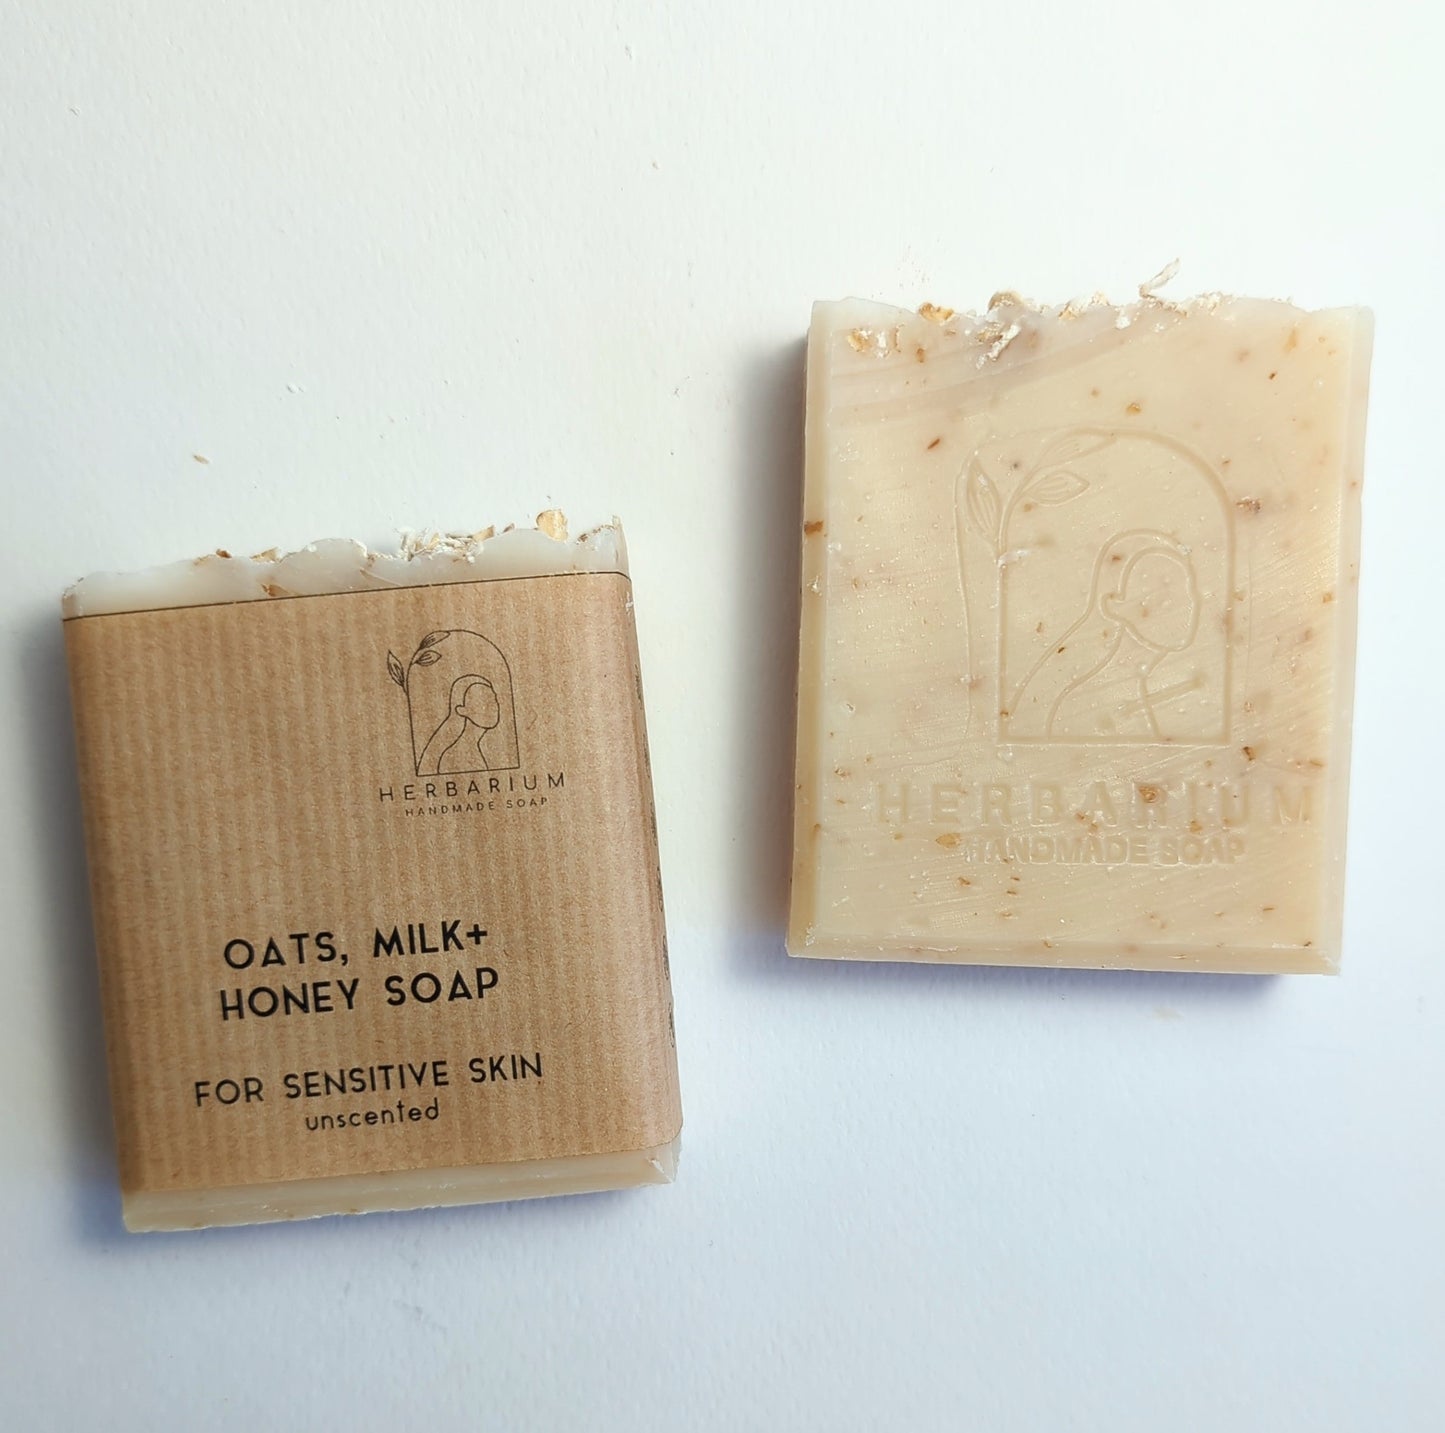 HERBARIUM
HANDMADE SOAP
OATS, MILK+
HONEY SOAP
FOR SENSITIVE SKIN
unscented
HERBARIUM
HANDMADE SOAP